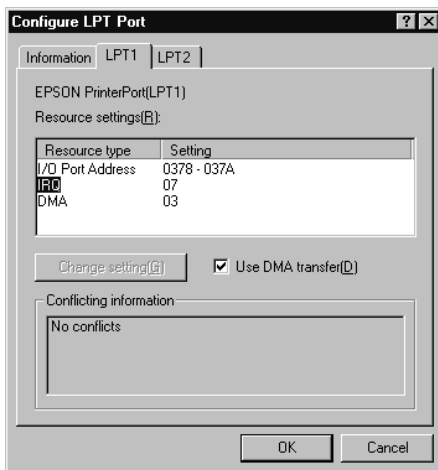 Configure LPT Port
Information LPT1 LPT2
EPSON PrinterPort(LPT1)
Resource settings(R):
Resource type Setting
I/O Port Address 0378 - 037A
IRQ 07
DMA 03
Change setting(G) Use DMA transfer(D)
Conflicting information
No conflicts
OK Cancel